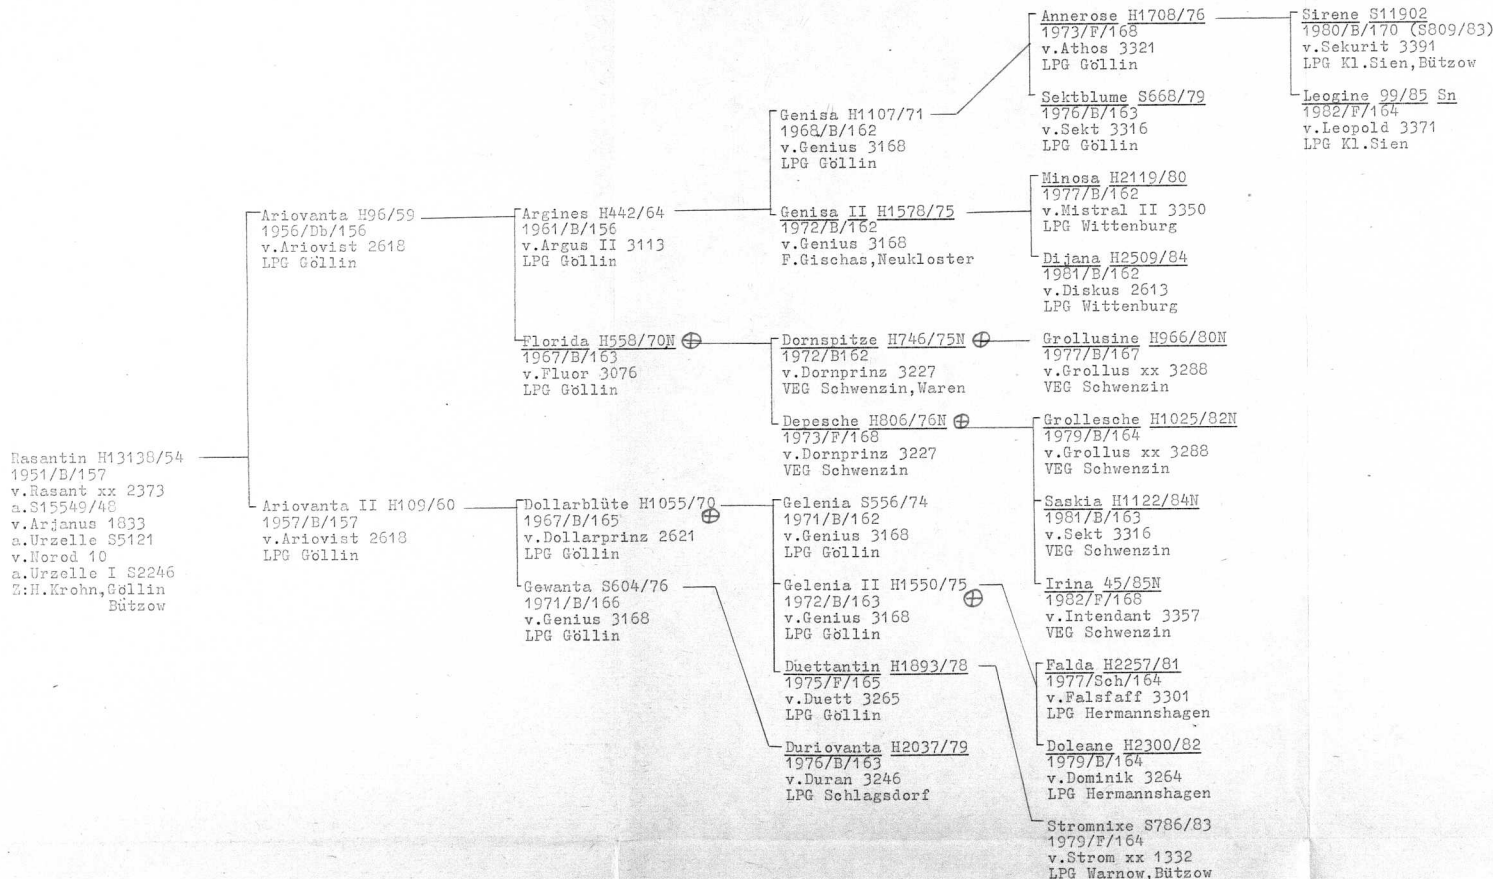 Rasantin H13138/54
1951/B/157
v.Rasant xx 2373
a.S15549/48
v.Arjanus 1833
a.Urzelle S5121
v.Norod 10
a.Urzelle I S2246
Z:H.Krohn,Göllin
Bützow
Ariovanta H96/59
1956/Db/156
v.Ariovist 2618
LPG Göllin
Ariovanta II H109/60
1957/B/157
v.Ariovist 2618
LPG Göllin
Argines H442/64
1961/B/156
v.Argus II 3113
LPG Göllin
Florida H558/70N
1967/B/163
v.Fluor 3076
LPG Göllin
Dollarblüte H1055/70
1967/B/165
v.Dollarprinz 2621
LPG Göllin
Gewanta S604/76
1971/B/166
v.Genius 3168
LPG Göllin
Genisa H1107/71
1968/B/162
v.Genius 3168
LPG Göllin
Genisa II H1578/75
1972/B/162
v.Genius 3168
F.Gischas,Neukloster
Dornspitze H746/75N
1972/B162
v.Dornprinz 3227
VEG Schwenzin,Waren
Depesche H806/76N
1973/F/168
v.Dornprinz 3227
VEG Schwenzin
Gelenia S556/74
1971/B/162
v.Genius 3168
LPG Göllin
Gelenia II H1550/75
1972/B/163
v.Genius 3168
LPG Göllin
Duettantin H1893/78
1975/F/165
v.Duett 3265
LPG Göllin
Duriovanta H2037/79
1976/B/163
v.Duran 3246
LPG Schlagsdorf
Annerose H1708/76
1973/F/168
v.Athos 3321
LPG Göllin
Sektblume S668/79
1976/B/163
v.Sekt 3316
LPG Göllin
Minosa H2119/80
1977/B/162
v.Mistral II 3350
LPG Wittenburg
Dijana H2509/84
1981/B/162
v.Diskus 2613
LPG Wittenburg
Grollusine H966/80N
1977/B/167
v.Grollus xx 3288
VEG Schwenzin
Grollesche H1025/82N
1979/B/164
v.Grollus xx 3288
VEG Schwenzin
Saskia H1122/84N
1981/B/163
v.Sekt 3316
VEG Schwenzin
Irina 45/85N
1982/F/168
v.Intendant 3357
VEG Schwenzin
Falda H2257/81
1977/Sch/164
v.Falsfaff 3301
LPG Hermannshagen
Doleane H2300/82
1979/B/164
v.Dominik 3264
LPG Hermannshagen
Stromnixe S786/83
1979/F/164
v.Strom xx 1332
LPG Warnow,Bützow
Sirene S11902
1980/B/170 (S809/83)
v.Sekurit 3391
LPG Kl.Sien,Bützow
Leogine 99/85 Sn
1982/F/164
v.Leopold 3371
LPG Kl.Sien